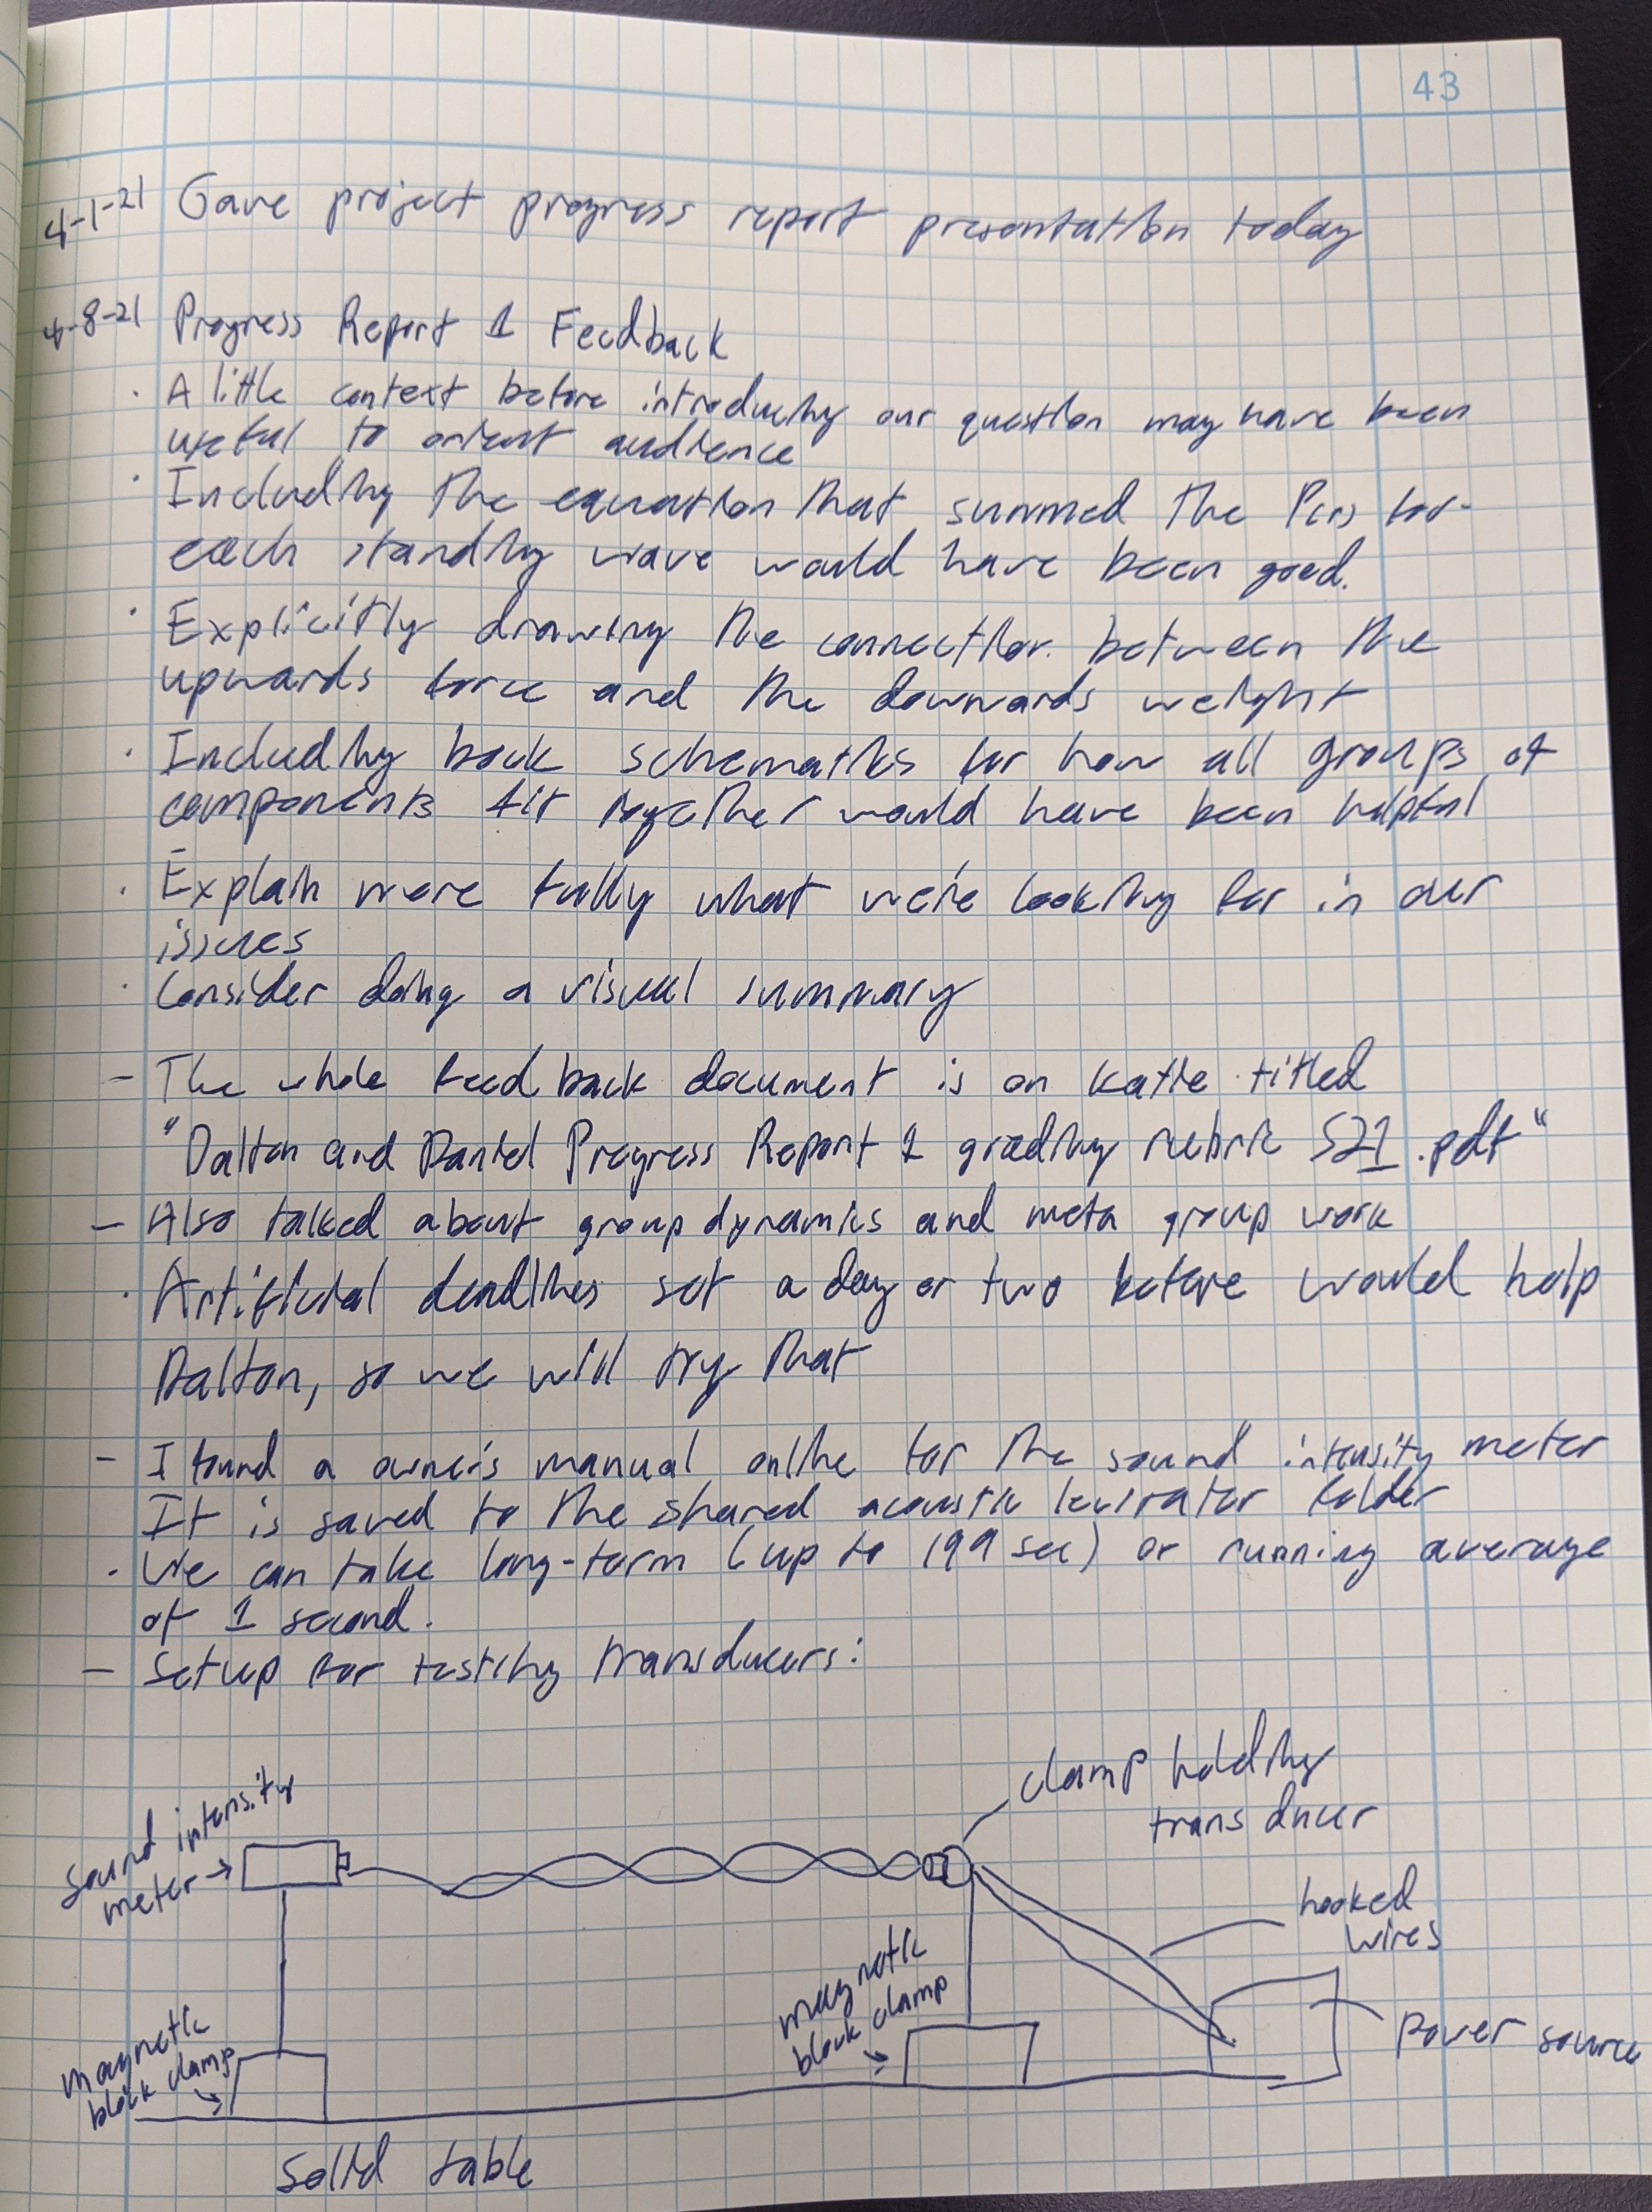 43
4-1-21 Gave project progress report presentation today
4-8-21 Progress Report 1 Feedback
· A little context before introducing our question may have been
useful to orient audience
· Including the equation that summed the for
each standing wave would have been good.
· Explicitly drawing the connection between the
upwards force and the downwards weight
· Including schematics for how all groups of
components fit together would have been helpful
· Explain more fully what we're looking for in our
issues
· Consider doing a visual summary
- The whole feedback document is on Katie titled
"Dalton and Daniel Progress Report 1 grading rubric S21.pdf"
- Also talked about group dynamics and meta group work
· Artificial deadlines set a day or two before would help
Dalton, so we will try that
- I found a owner's manual online for the sound intensity meter
It is saved to the shared acoustic levitator folder
· We can take long-term (up to 199 sec) or running average
of 1 second.
- Setup for testing transducers:
clamp holding
transducer
sound intensity
meter →
hooked
wires
magnetic
block clamp
power source
magnetic
block clamp
Solid table